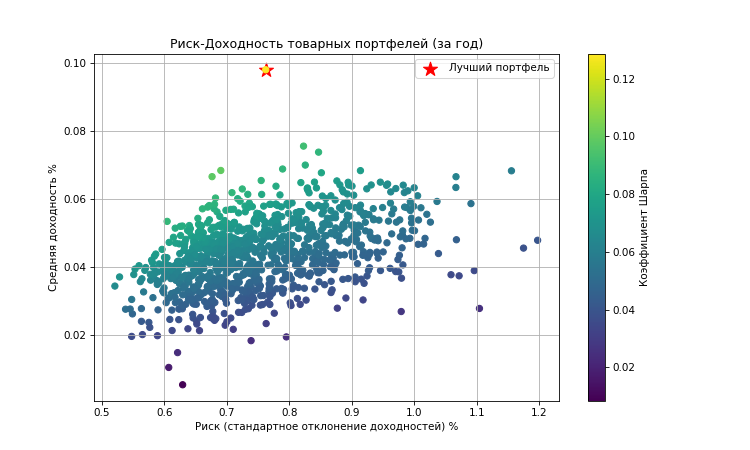 Риск-Доходность товарных портфелей (за год)
Лучший портфель
Средняя доходность %
0.10
0.08
0.06
0.04
0.02
0.5 0.6 0.7 0.8 0.9 1.0 1.1 1.2
Риск (стандартное отклонение доходностей) %
0.12
0.10
0.08
0.06
0.04
0.02
Коэффициент Шарпа